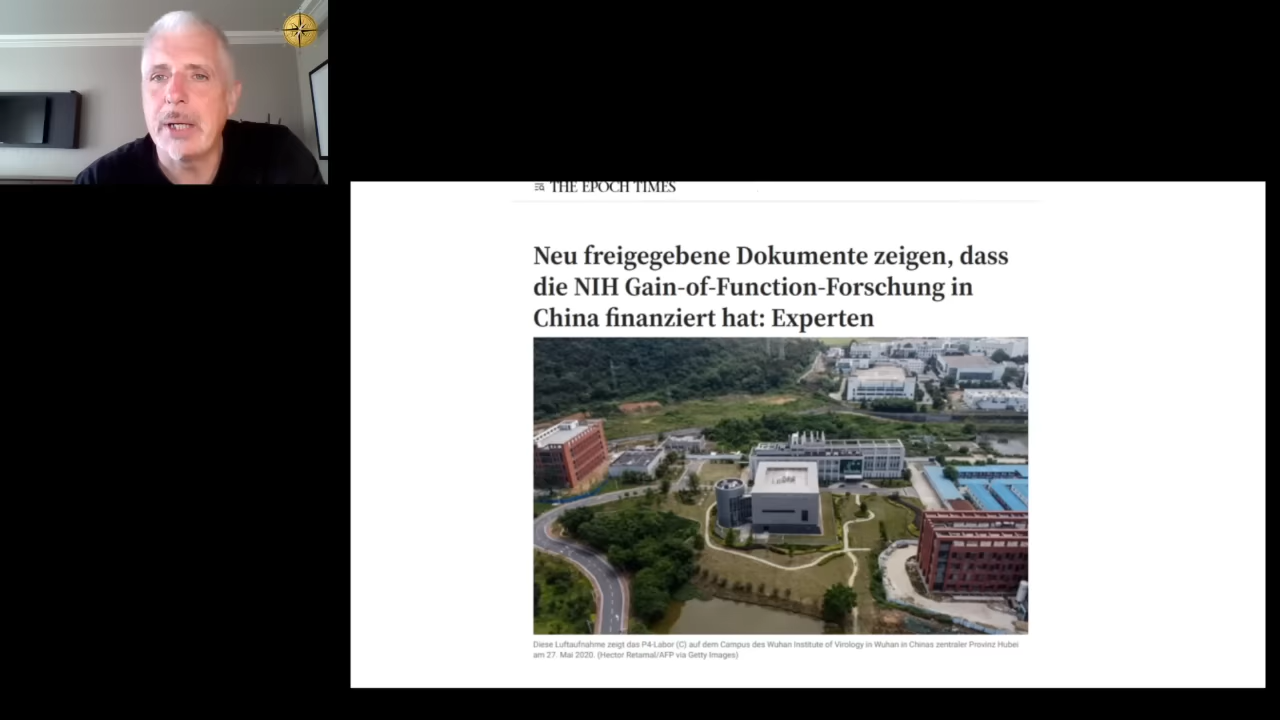 THE EPOCH TIMES
Neu freigegebene Dokumente zeigen, dass
die NIH Gain-of-Function-Forschung in
China finanziert hat: Experten
Diese Luftaufnahme zeigt das P4-Labor (C) auf dem Campus des Wuhan Institute of Virology in Wuhan in Chinas zentraler Provinz Hubei
am 27. Mai 2020. (Hector Retamal/AFP via Getty Images)